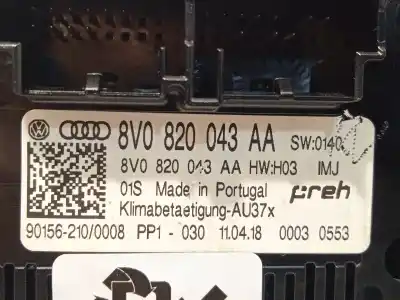 8V0 820 043 AA SW:0140
8V0 820 043 AA HW:H03 IMJ
01S Made in Portugal preh
Klimabetaetigung-AU37x
90156-210/0008 PP1 - 030 11.04.18 0003 0553